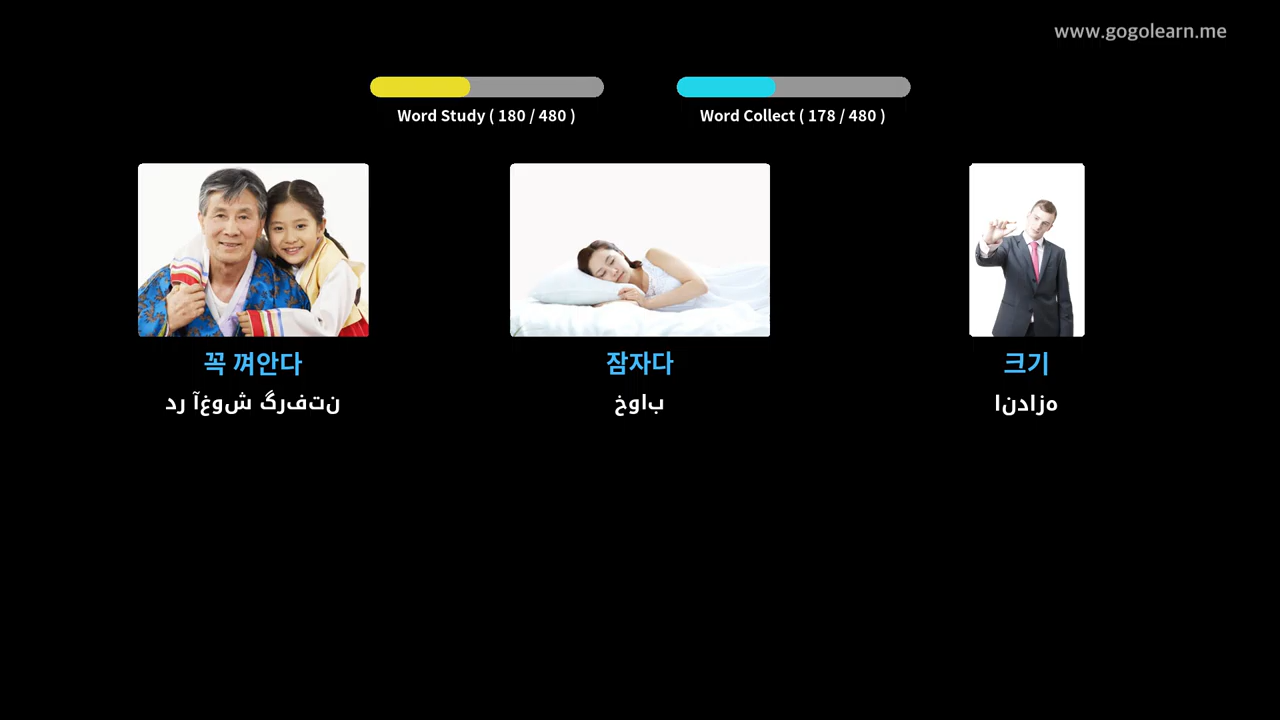 www.gogolearn.me
Word Study ( 180 / 480 )
Word Collect ( 178 / 480 )
꼭 껴안다
در آغوش گرفتن
잠자다
خواب
크기
اندازه